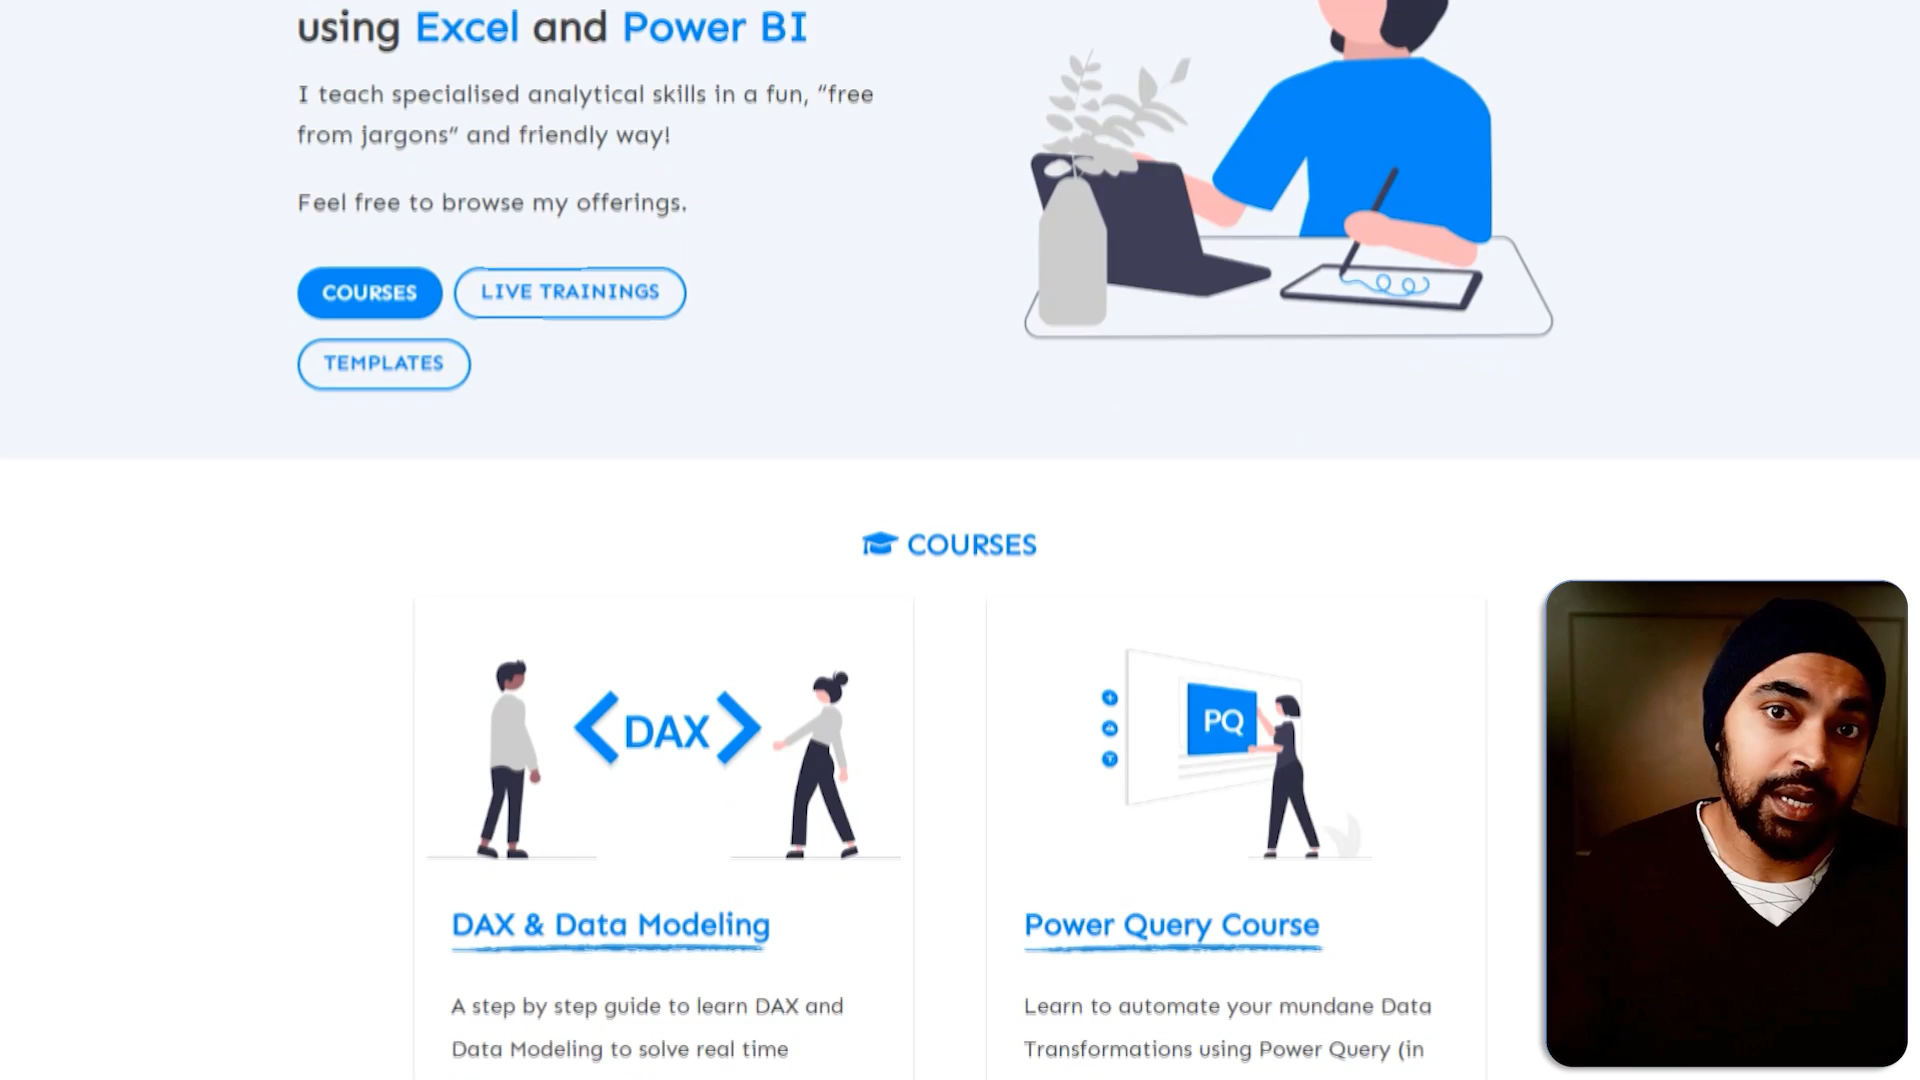 using Excel and Power BI
I teach specialised analytical skills in a fun, “free
from jargons” and friendly way!
Feel free to browse my offerings.
COURSES
LIVE TRAININGS
TEMPLATES
COURSES
DAX
PQ
DAX & Data Modeling
Power Query Course
A step by step guide to learn DAX and
Data Modeling to solve real time
Learn to automate your mundane Data
Transformations using Power Query (in